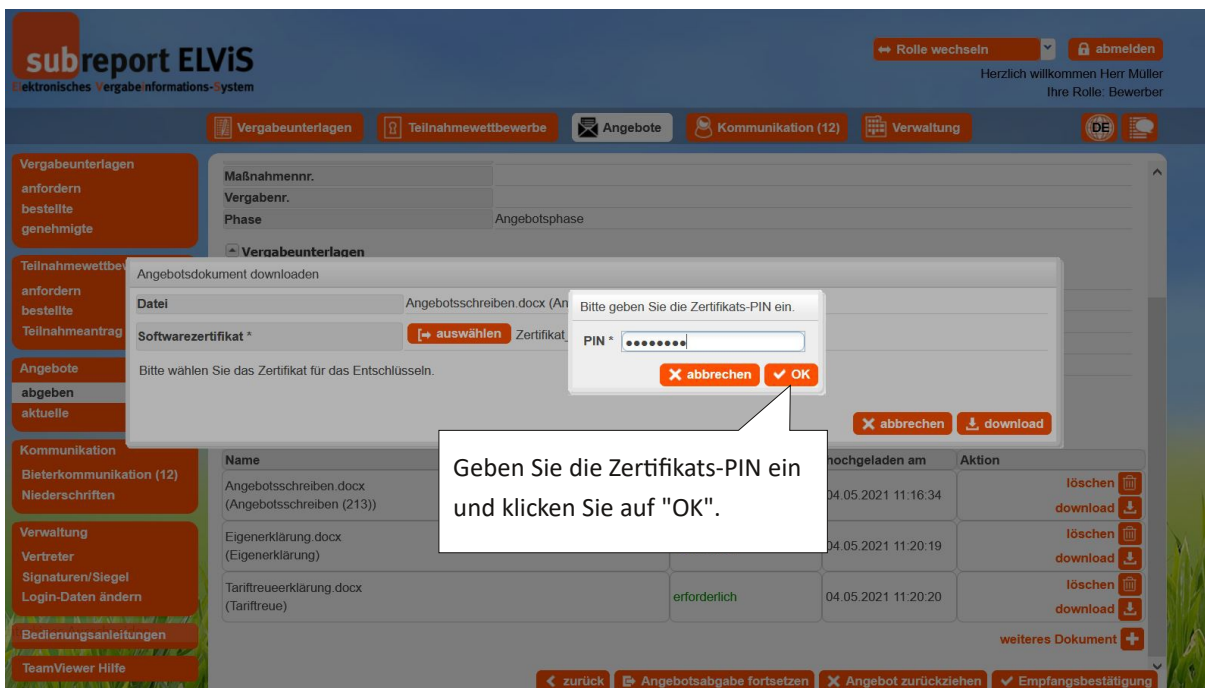 subreport ELViS
Elektronisches Vergabeinformations-System
Rolle wechseln
abmelden
Herzlich willkommen Herr Müller
Ihre Rolle: Bewerber
Vergabeunterlagen
Teilnahmewettbewerbe
Angebote
Kommunikation (12)
Verwaltung
DE
Vergabeunterlagen
anfordern
bestellte
genehmigte
Teilnahmewettbew
anfordern
bestellte
Teilnahmeantrag
Angebote
abgeben
aktuelle
Kommunikation
Bieterkommunikation (12)
Niederschriften
Verwaltung
Vertreter
Signaturen/Siegel
Login-Daten ändern
Bedienungsanleitungen
TeamViewer Hilfe
Maßnahmennr.
Vergabenr.
Phase Angebotsphase
Vergabeunterlagen
Angebotsdokument downloaden
Datei Angebotsschreiben.docx (An
Softwarezertifikat * auswählen Zertifikat_
Bitte wählen Sie das Zertifikat für das Entschlüsseln.
abbrechen download
Bitte geben Sie die Zertifikats-PIN ein.
PIN * ••••••••
abbrechen OK
Geben Sie die Zertifikats-PIN ein
und klicken Sie auf "OK".
Name hochgeladen am Aktion
Angebotsschreiben.docx
(Angebotsschreiben (213))
04.05.2021 11:16:34
löschen
download
Eigenerklärung.docx
(Eigenerklärung)
04.05.2021 11:20:19
löschen
download
Tariftreueerklärung.docx
(Tariftreue)
erforderlich
04.05.2021 11:20:20
löschen
download
weiteres Dokument
zurück Angebotsabgabe fortsetzen Angebot zurückziehen Empfangsbestätigung